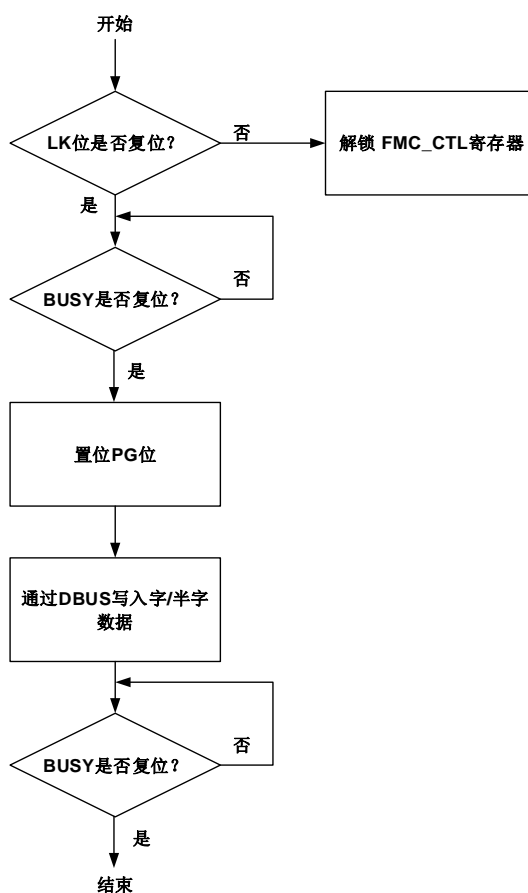 开始
LK位是否复位？
否
解锁 FMC_CTL寄存器
是
否
BUSY是否复位？
是
置位PG位
通过DBUS写入字/半字
数据
否
BUSY是否复位？
是
结束